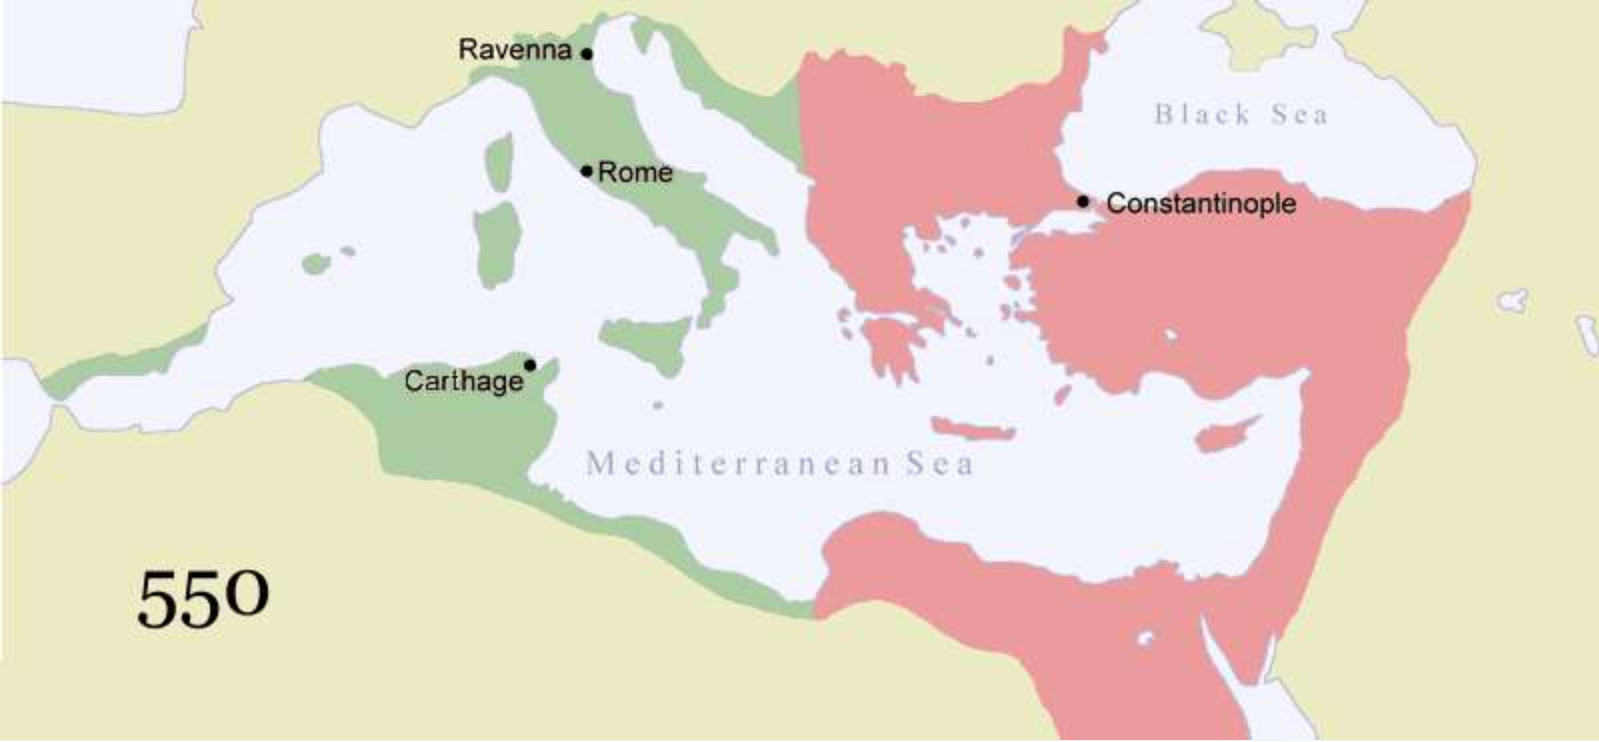 Ravenna
Black Sea
Rome
Constantinople
Carthage
Mediterranean Sea
550